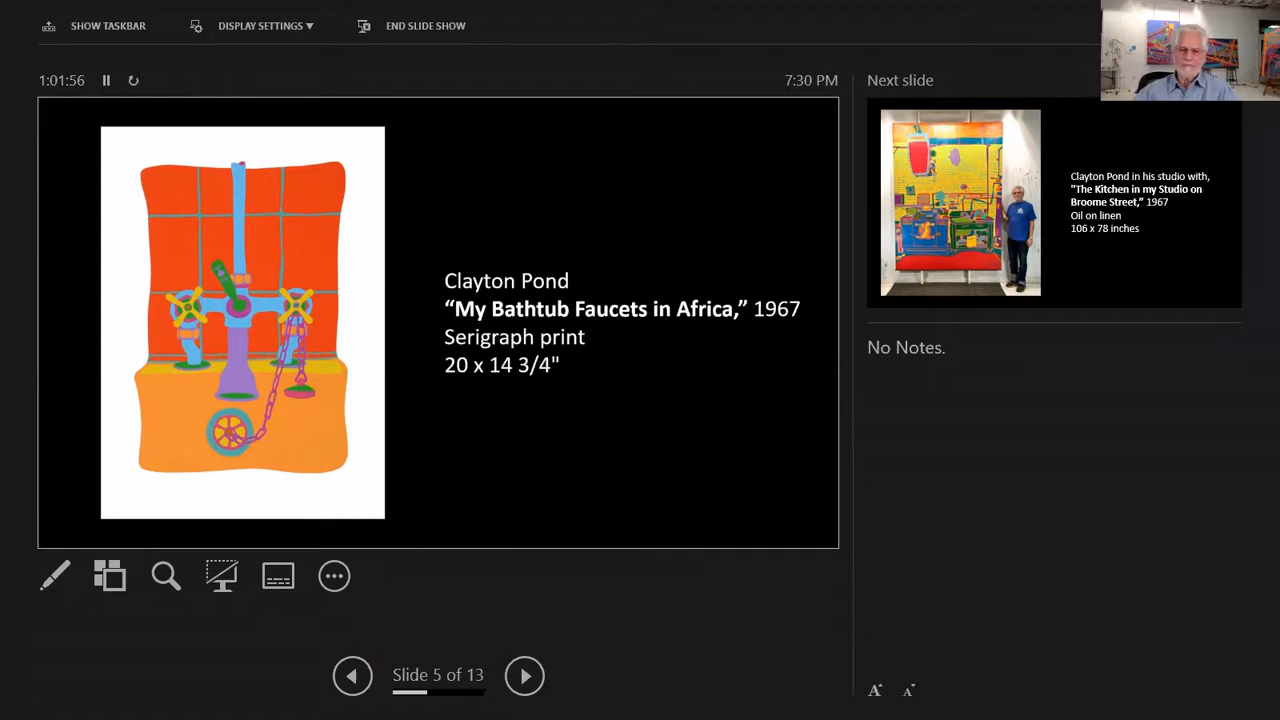 SHOW TASKBAR
DISPLAY SETTINGS ▼
END SLIDE SHOW
1:01:56
7:30 PM
Next slide
Clayton Pond
“My Bathtub Faucets in Africa,” 1967
Serigraph print
20 x 14 3/4"
Clayton Pond in his studio with,
"The Kitchen in my Studio on
Broome Street,” 1967
Oil on linen
106 x 78 inches
No Notes.
Slide 5 of 13
A
A